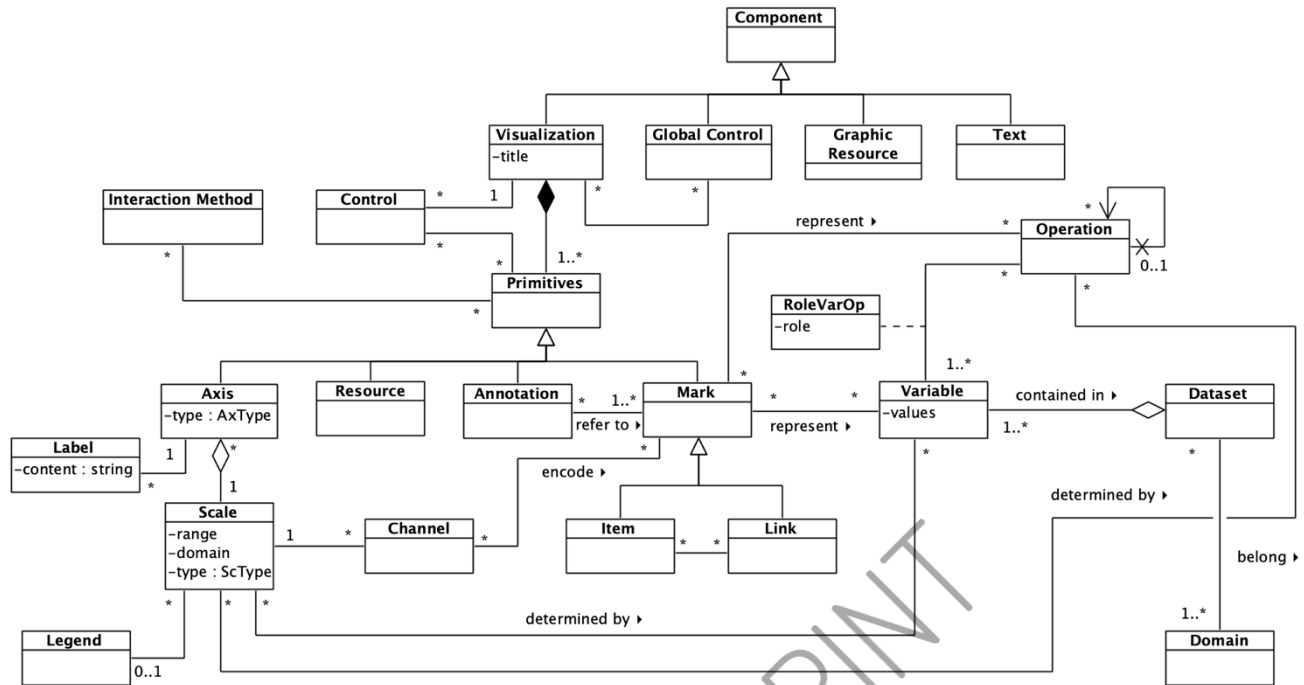 Component
Visualization
–title
Global Control
Graphic
Resource
Text
Interaction Method
Control
*
1
*
*
*
*
Operation
0..1
represent ▸
*
*
*
1..*
*
*
*
Primitives
*
RoleVarOp
–role
Axis
–type : AxType
Resource
Annotation
*
1..*
refer to ▸
Mark
*
*
*
represent ▸
1..*
Variable
–values
contained in ▸
1..*
Dataset
*
Label
–content : string
1
*
*
1
*
encode ▸
*
determined by ▸
Scale
–range
–domain
–type : ScType
1
*
Channel
*
Item
*
*
Link
belong ▸
*
*
*
determined by ▸
1..*
Legend
0..1
Domain
PRINT